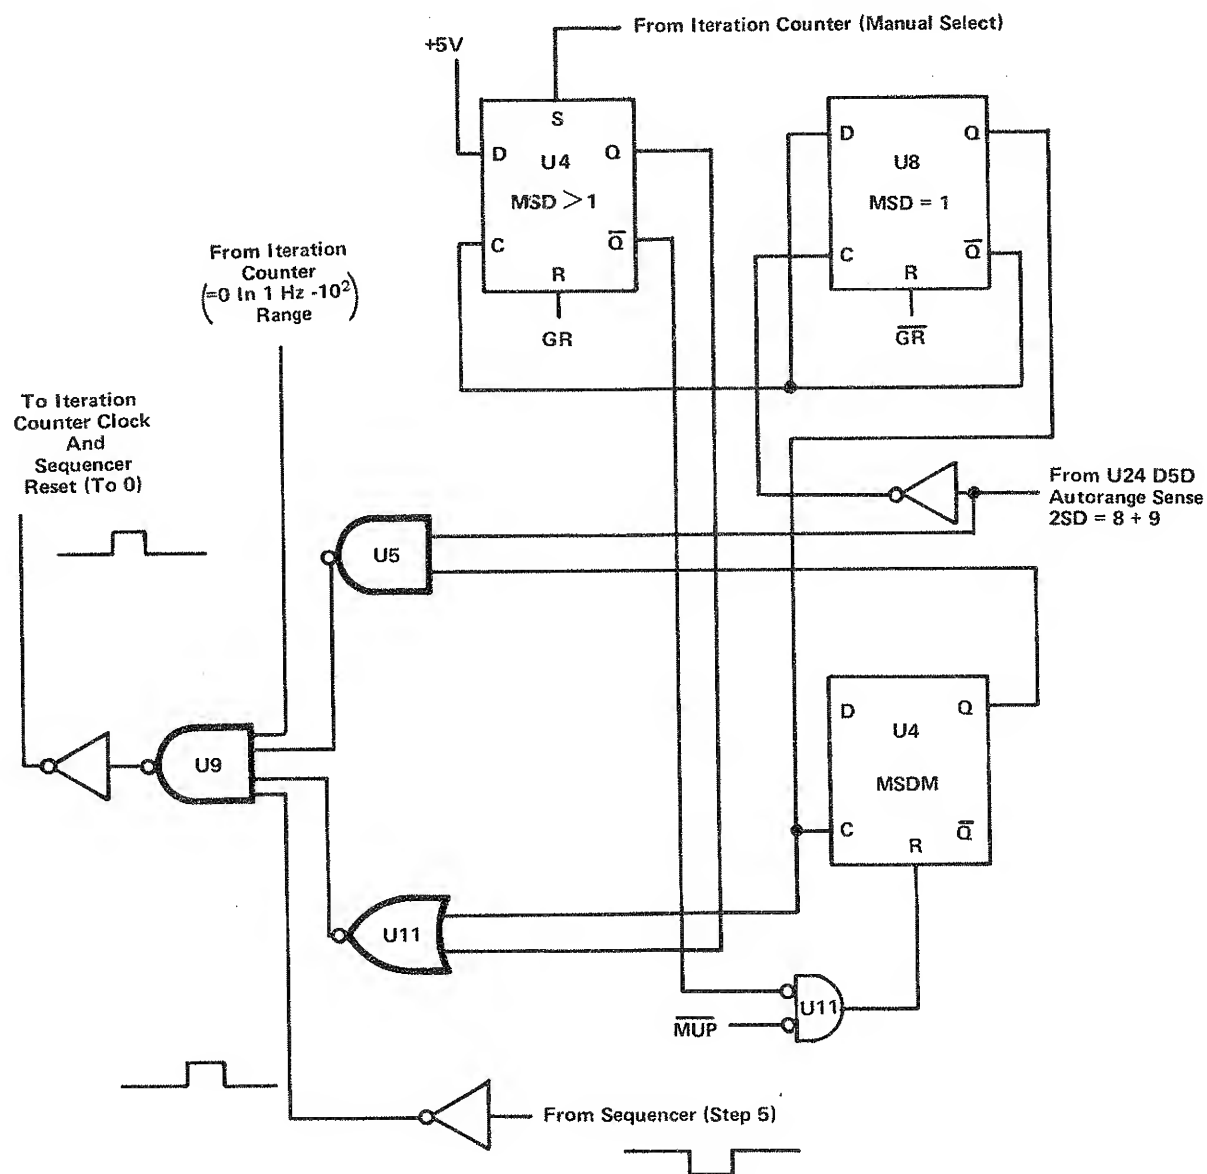 From Iteration Counter (Manual Select)
+5V
S
D
U4
Q
MSD >1
C
Q̅
R
GR
D
U8
Q
MSD = 1
C
Q̅
R
G̅R̅
From Iteration
Counter
(=0 In 1 Hz -10²)
Range
To Iteration
Counter Clock
And
Sequencer
Reset (To 0)
From U24 D5D
Autorange Sense
2SD = 8 + 9
U5
D
U4
Q
MSDM
C
Q̅
R
U9
U11
U11
M̅U̅P̅
From Sequencer (Step 5)